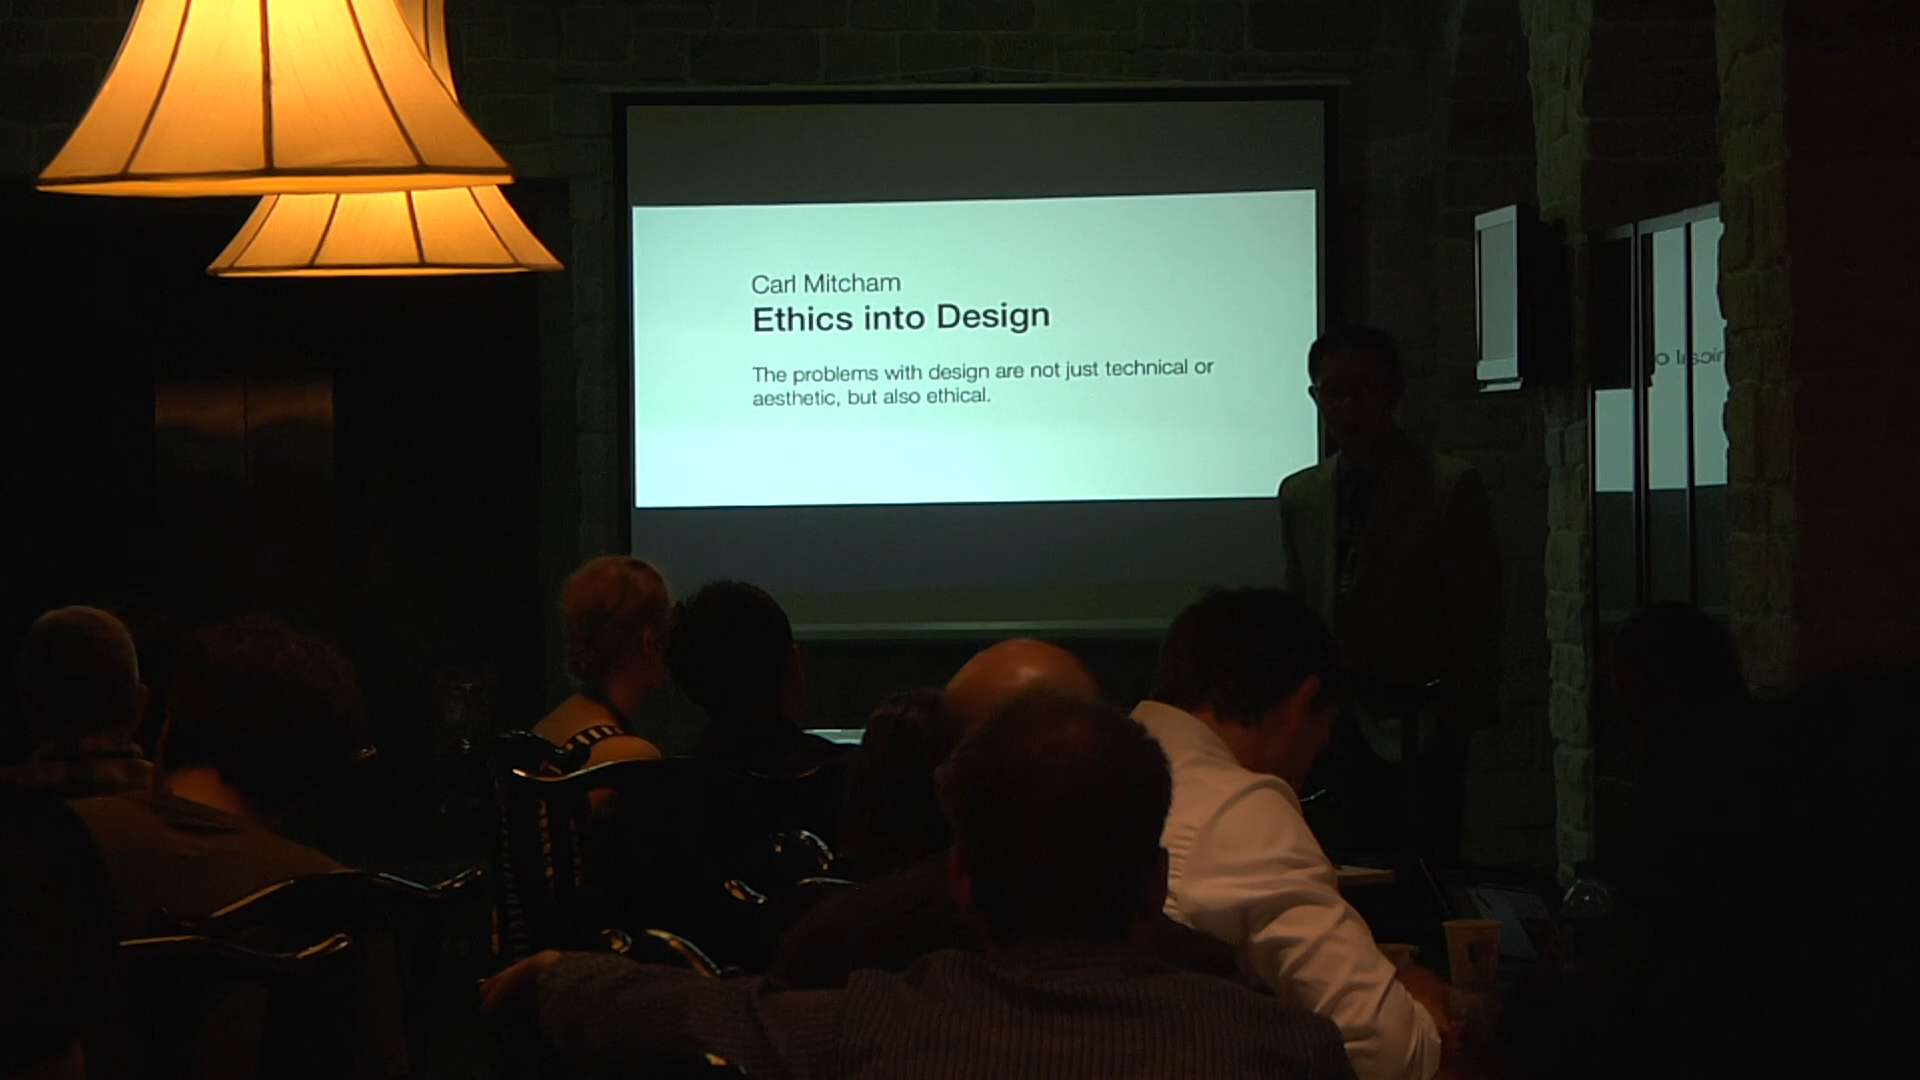 Carl Mitcham
Ethics into Design
The problems with design are not just technical or
aesthetic, but also ethical.